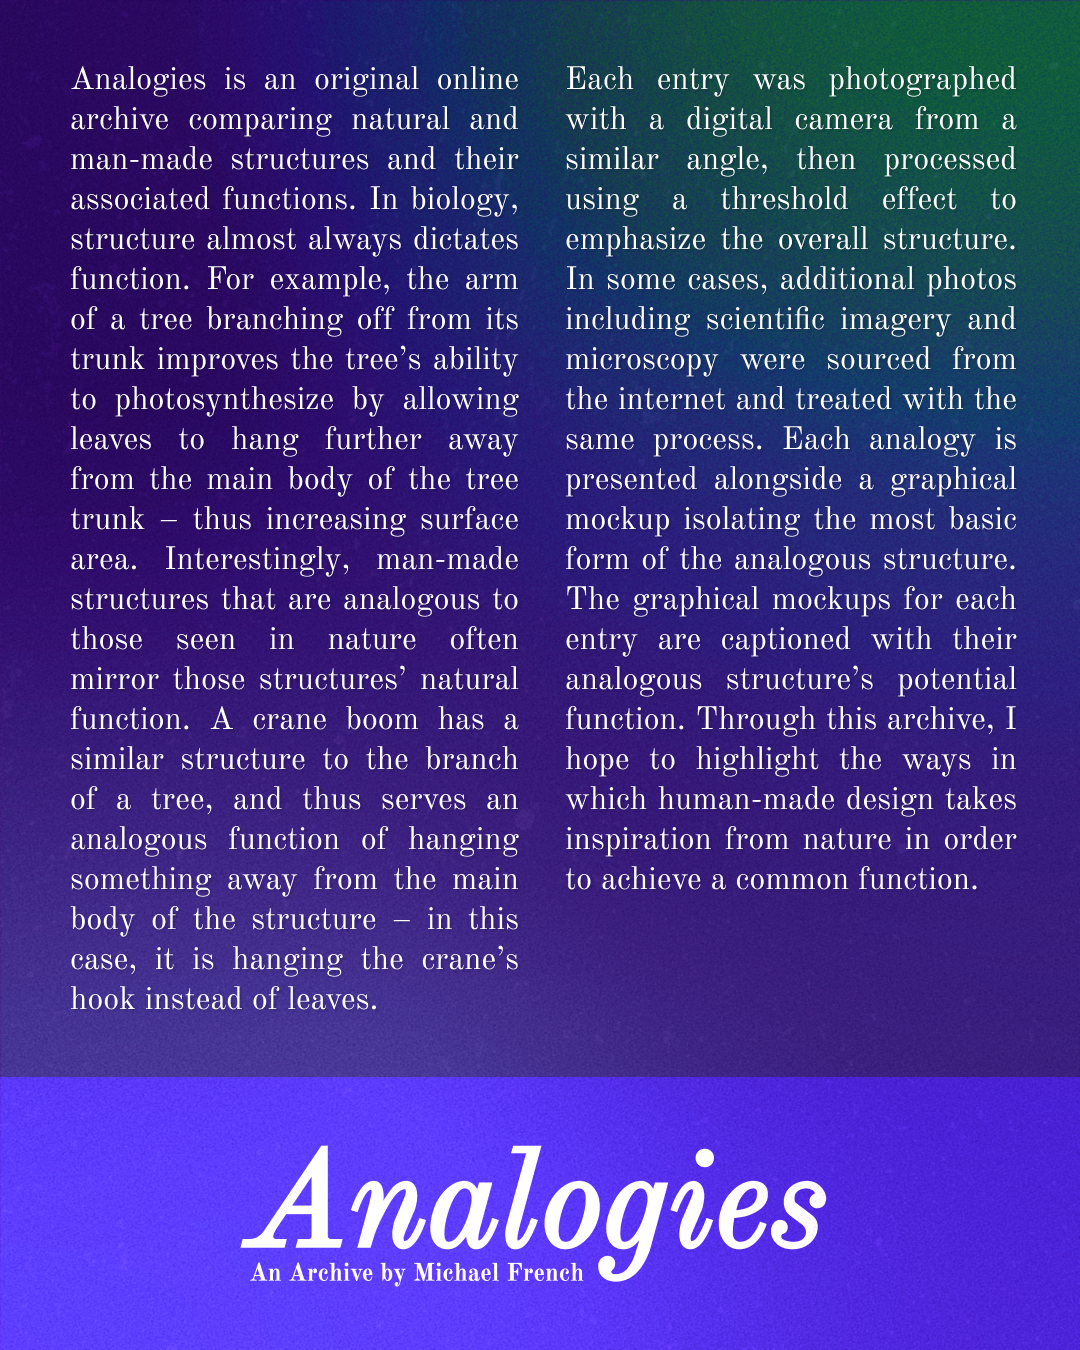 Analogies is an original online
archive comparing natural and
man-made structures and their
associated functions. In biology,
structure almost always dictates
function. For example, the arm
of a tree branching off from its
trunk improves the tree’s ability
to photosynthesize by allowing
leaves to hang further away
from the main body of the tree
trunk – thus increasing surface
area. Interestingly, man-made
structures that are analogous to
those seen in nature often
mirror those structures’ natural
function. A crane boom has a
similar structure to the branch
of a tree, and thus serves an
analogous function of hanging
something away from the main
body of the structure – in this
case, it is hanging the crane’s
hook instead of leaves.
Each entry was photographed
with a digital camera from a
similar angle, then processed
using a threshold effect to
emphasize the overall structure.
In some cases, additional photos
including scientific imagery and
microscopy were sourced from
the internet and treated with the
same process. Each analogy is
presented alongside a graphical
mockup isolating the most basic
form of the analogous structure.
The graphical mockups for each
entry are captioned with their
analogous structure’s potential
function. Through this archive, I
hope to highlight the ways in
which human-made design takes
inspiration from nature in order
to achieve a common function.
Analogies
An Archive by Michael French